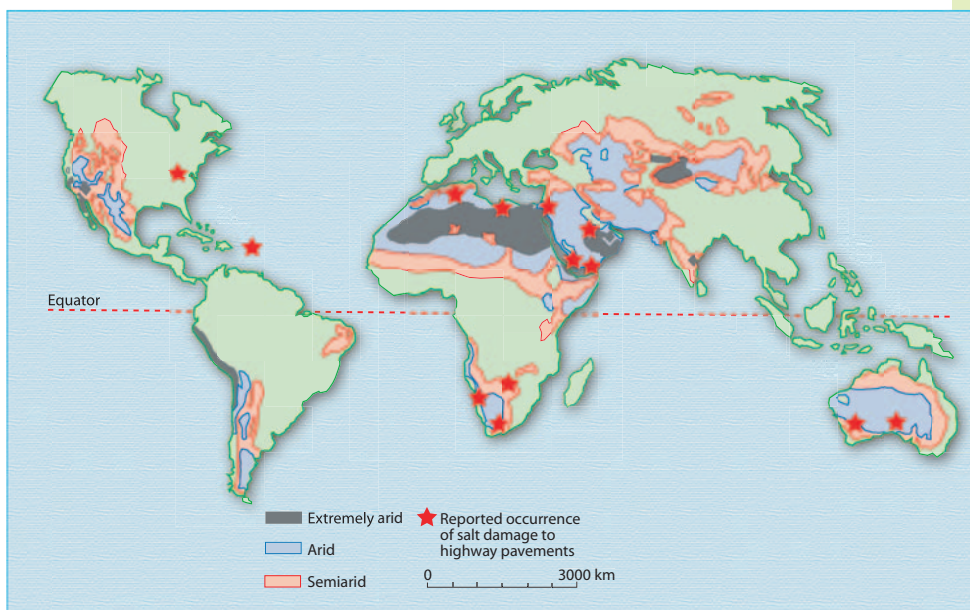 Equator
Extremely arid
Arid
Semiarid
Reported occurrence
of salt damage to
highway pavements
0 3000 km